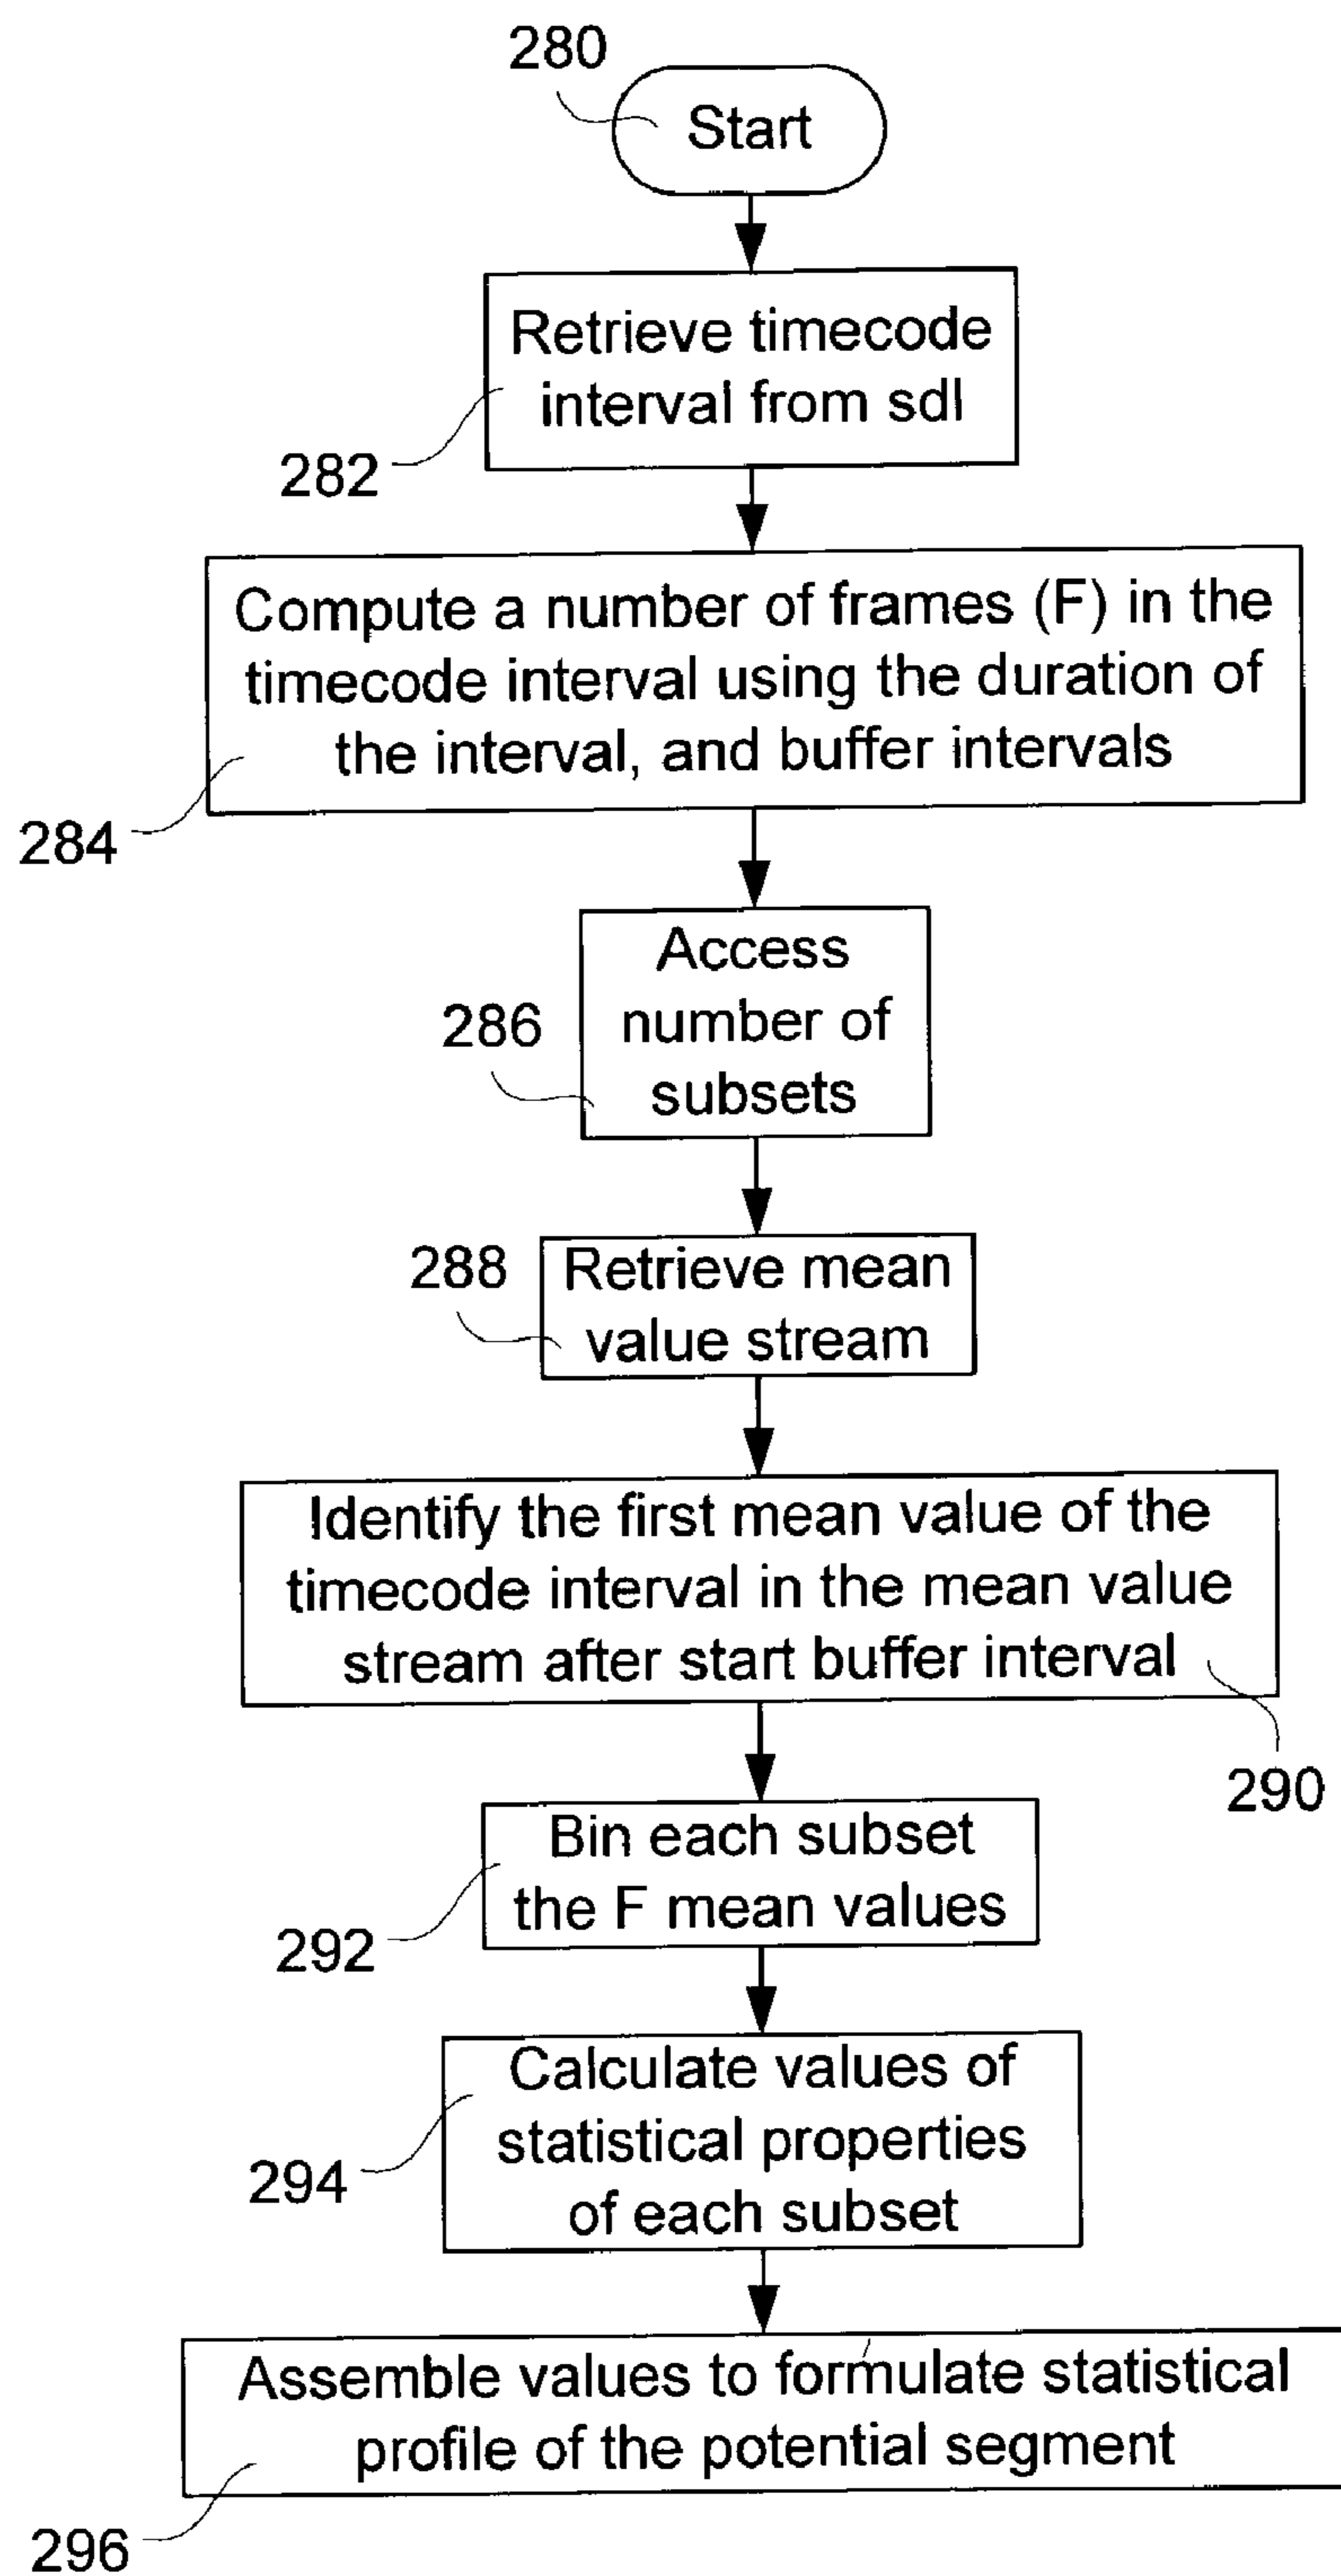 280
Start
Retrieve timecode
interval from sdl
282
Compute a number of frames (F) in the
timecode interval using the duration of
the interval, and buffer intervals
284
Access
number of
subsets
286
288
Retrieve mean
value stream
Identify the first mean value of the
timecode interval in the mean value
stream after start buffer interval
290
Bin each subset
the F mean values
292
Calculate values of
statistical properties
of each subset
294
Assemble values to formulate statistical
profile of the potential segment
296